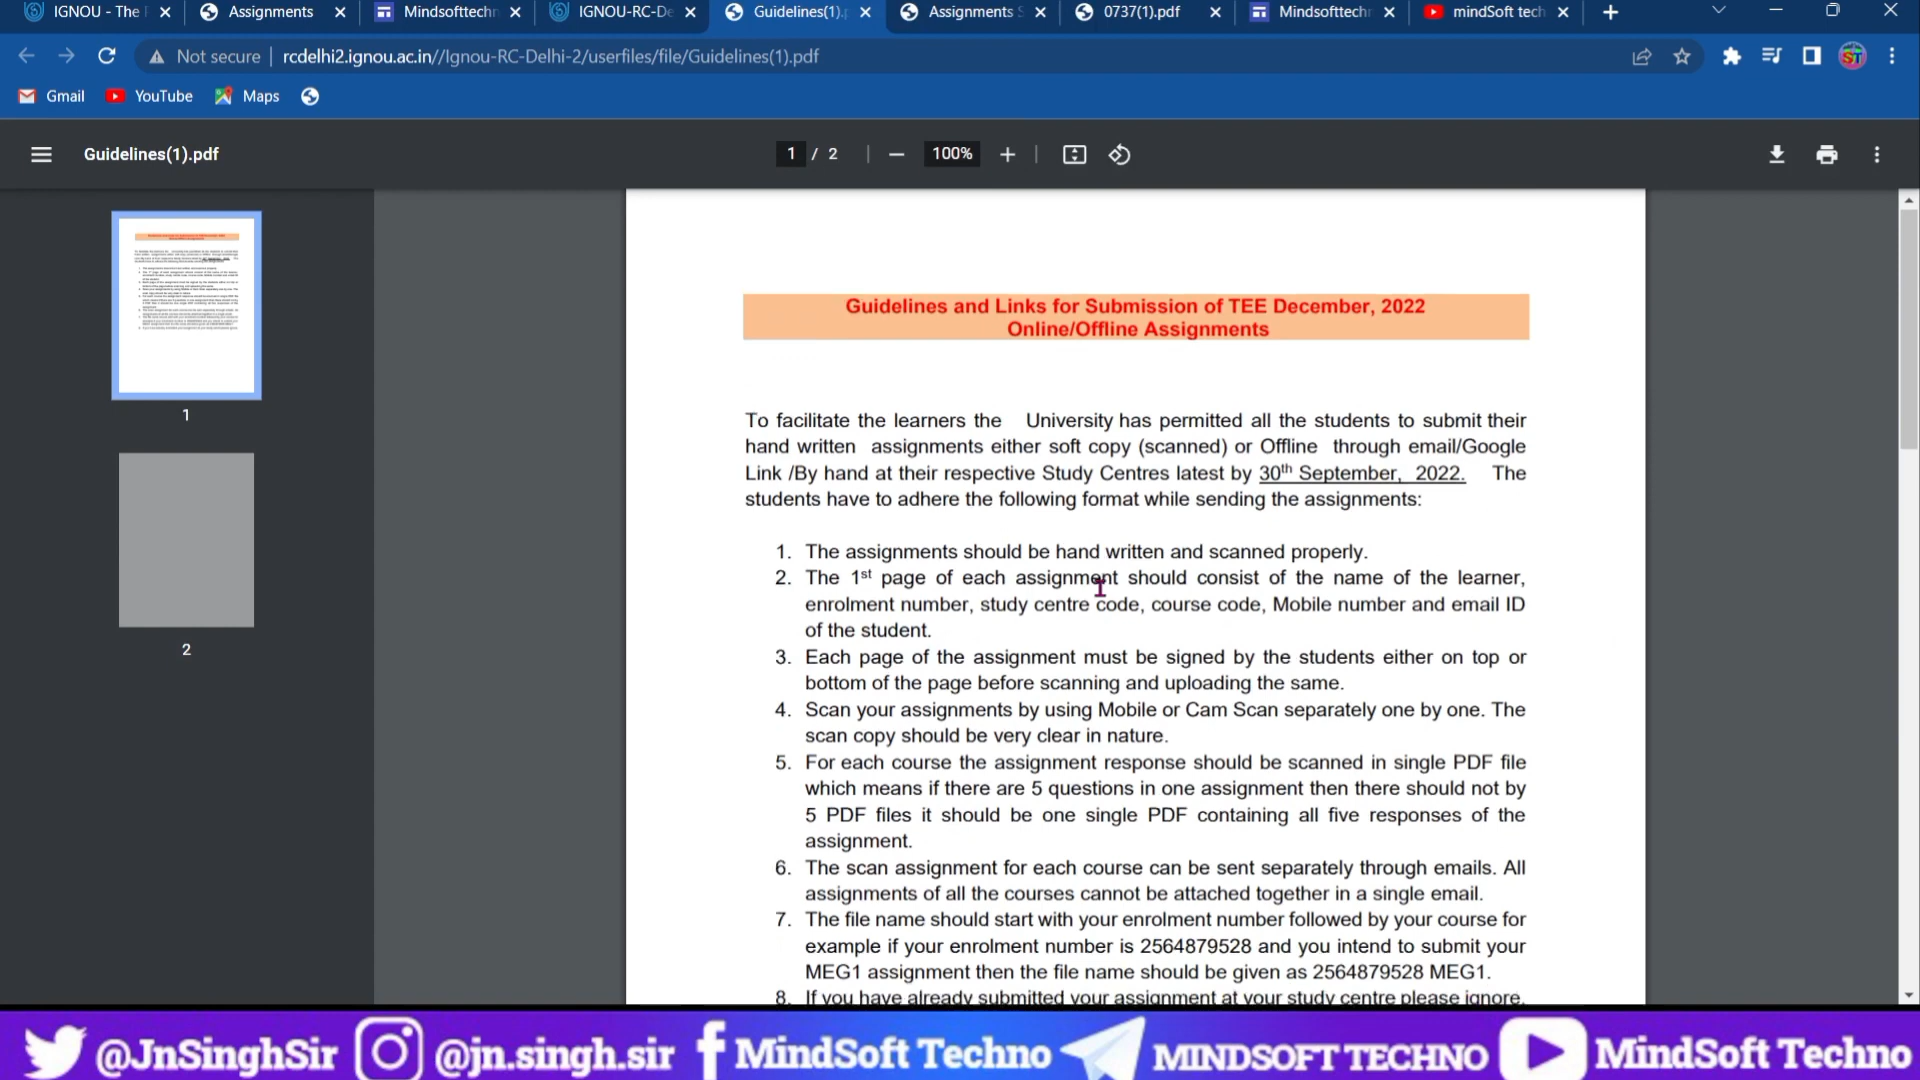 IGNOU - The
Assignments
Mindsofttech
IGNOU-RC-De
Guidelines(1).p
Assignments S
0737(1).pdf
Mindsofttech
mindSoft tech
Not secure
rcdelhi2.ignou.ac.in//Ignou-RC-Delhi-2/userfiles/file/Guidelines(1).pdf
ST
Gmail
YouTube
Maps
Guidelines(1).pdf
1 / 2
100%
Guidelines and Links for Submission of TEE December, 2022
Online/Offline Assignments
To facilitate the learners the University has permitted all the students to submit their
hand written assignments either soft copy (scanned) or Offline through email/Google
Link /By hand at their respective Study Centres latest by 30th September, 2022. The
students have to adhere the following format while sending the assignments:
1. The assignments should be hand written and scanned properly.
2. The 1st page of each assignment should consist of the name of the learner,
enrolment number, study centre code, course code, Mobile number and email ID
of the student.
3. Each page of the assignment must be signed by the students either on top or
bottom of the page before scanning and uploading the same.
4. Scan your assignments by using Mobile or Cam Scan separately one by one. The
scan copy should be very clear in nature.
5. For each course the assignment response should be scanned in single PDF file
which means if there are 5 questions in one assignment then there should not by
5 PDF files it should be one single PDF containing all five responses of the
assignment.
6. The scan assignment for each course can be sent separately through emails. All
assignments of all the courses cannot be attached together in a single email.
7. The file name should start with your enrolment number followed by your course for
example if your enrolment number is 2564879528 and you intend to submit your
MEG1 assignment then the file name should be given as 2564879528 MEG1.
8. If you have already submitted your assignment at your study centre please ignore.
1
2
@JnSinghSir
@jn.singh.sir
MindSoft Techno
MINDSOFT TECHNO
MindSoft Techno